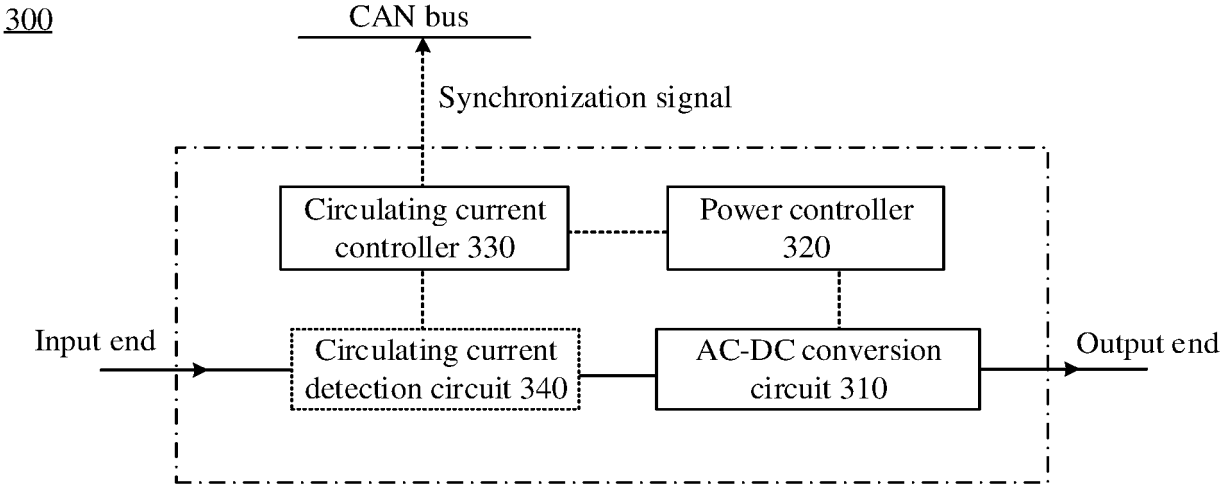 300
CAN bus
Synchronization signal
Circulating current
controller 330
Power controller
320
Input end
Circulating current
detection circuit 340
AC-DC conversion
circuit 310
Output end